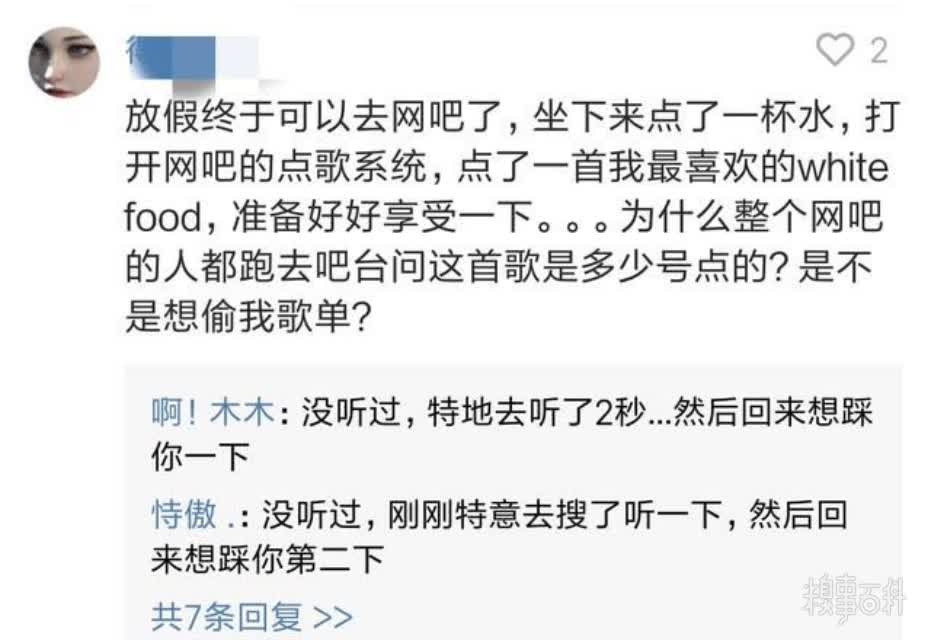 2
放假终于可以去网吧了,坐下来点了一杯水,打
开网吧的点歌系统,点了一首我最喜欢的white
food,准备好好享受一下。。。为什么整个网吧
的人都跑去吧台问这首歌是多少号点的?是不
是想偷我歌单?
啊!木木:没听过,特地去听了2秒...然后回来想踩
你一下
恃傲 .:没听过,刚刚特意去搜了听一下,然后回
来想踩你第二下
共7条回复 >>
糗事百科